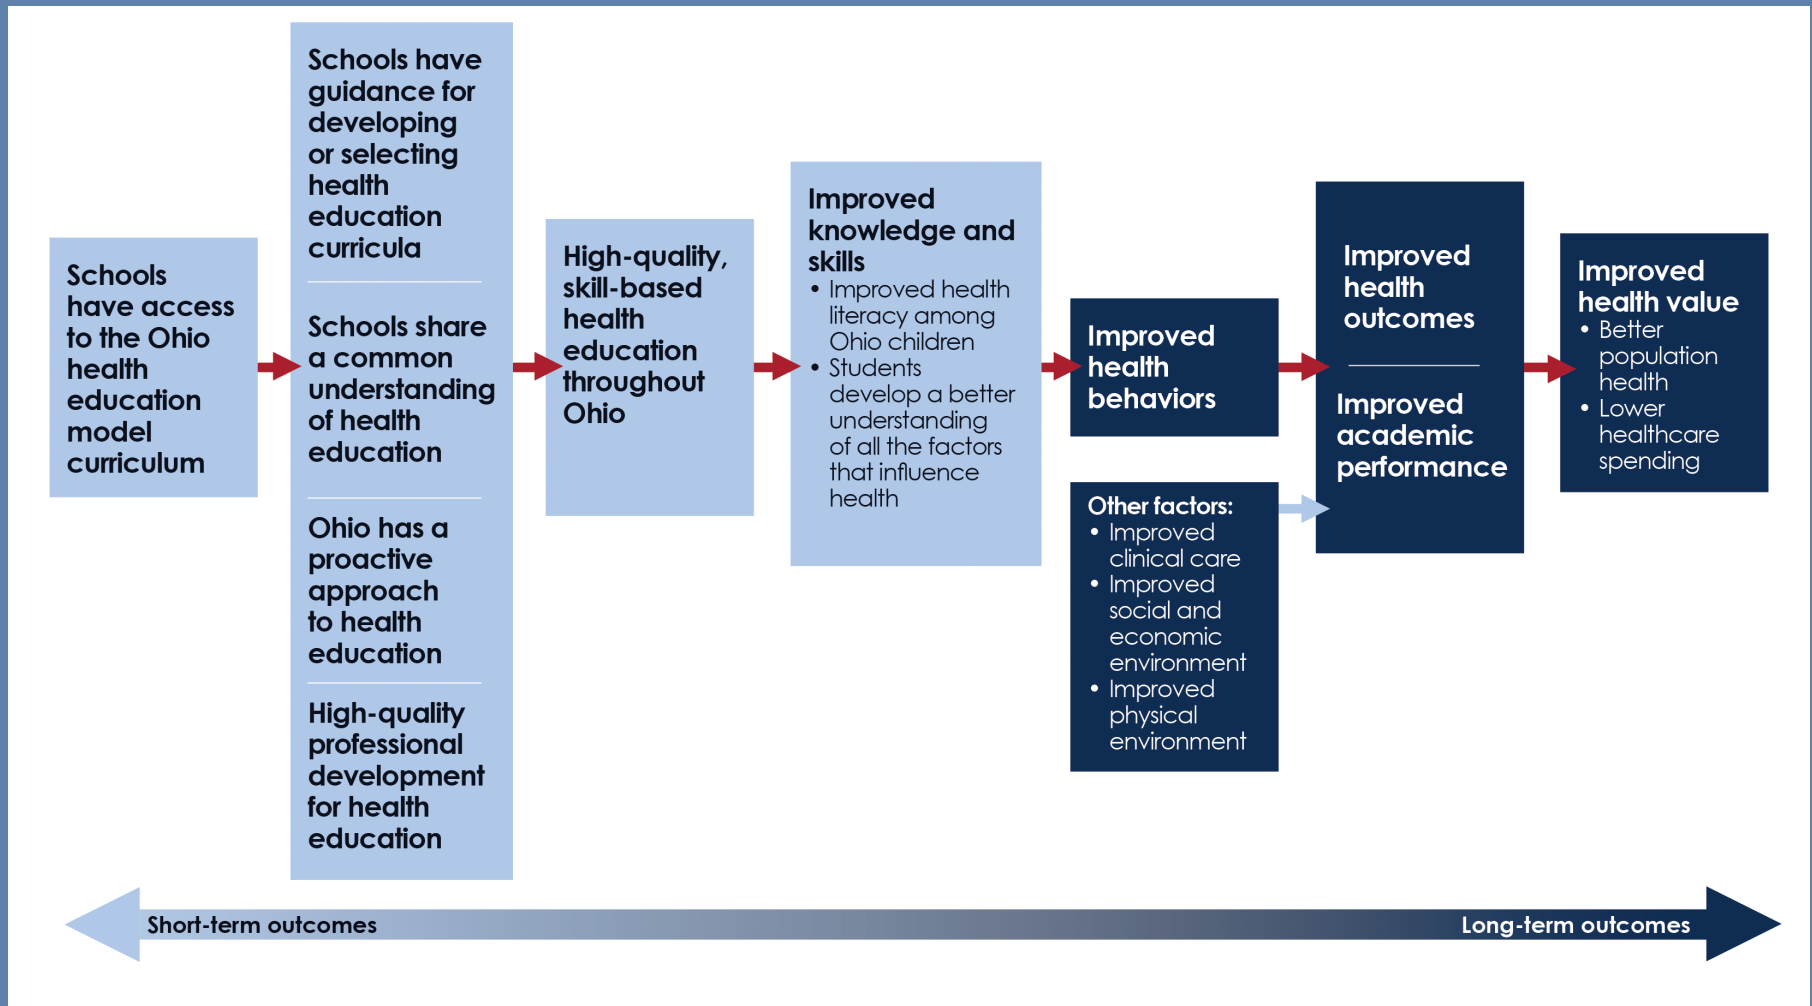 Schools
have access
to the Ohio
health
education
model
curriculum
Schools have
guidance for
developing
or selecting
health
education
curricula
Schools share
a common
understanding
of health
education
Ohio has a
proactive
approach
to health
education
High-quality
professional
development
for health
education
High-quality,
skill-based
health
education
throughout
Ohio
Improved
knowledge and
skills
• Improved health
literacy among
Ohio children
• Students
develop a better
understanding
of all the factors
that influence
health
Improved
health
behaviors
Other factors:
• Improved
clinical care
• Improved
social and
economic
environment
• Improved
physical
environment
Improved
health
outcomes
Improved
academic
performance
Improved
health value
• Better
population
health
• Lower
healthcare
spending
Short-term outcomes
Long-term outcomes